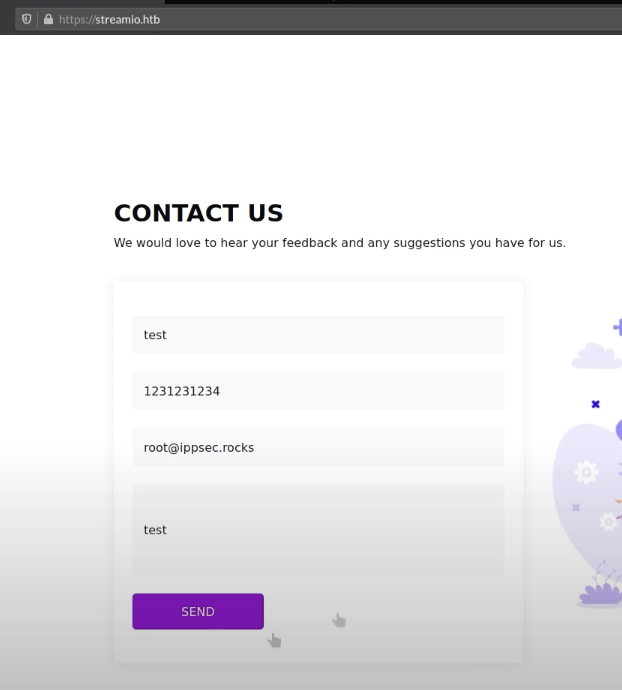 https://streamio.htb
CONTACT US
We would love to hear your feedback and any suggestions you have for us.
test
1231231234
root@ippsec.rocks
test
SEND